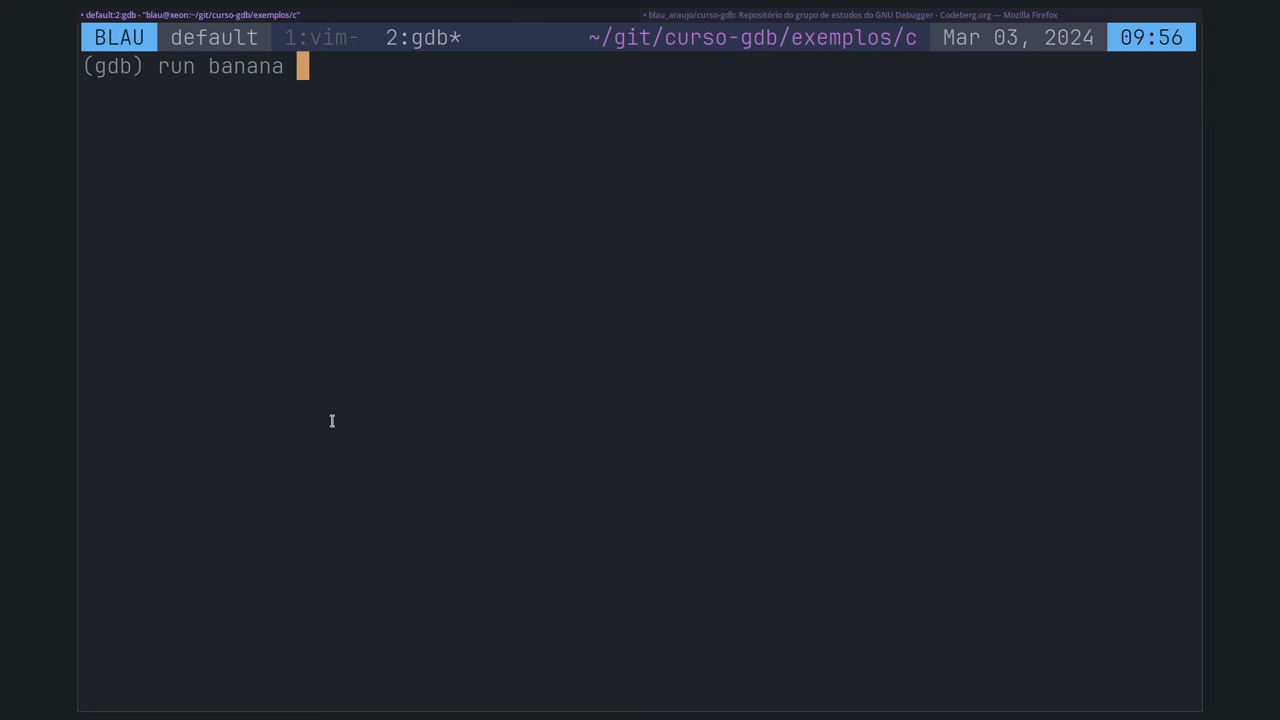 • default:2:gdb - "blau@xeon:~/git/curso-gdb/exemplos/c"
• blau_araujo/curso-gdb: Repositório do grupo de estudos do GNU Debugger - Codeberg.org — Mozilla Firefox
BLAU default 1:vim- 2:gdb* ~/git/curso-gdb/exemplos/c Mar 03, 2024 09:56
(gdb) run banana